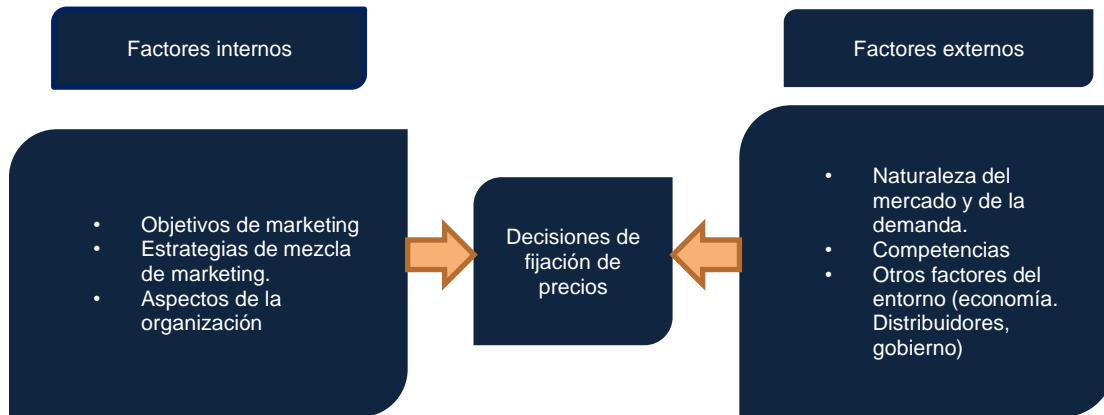 Factores internos
• Objetivos de marketing
• Estrategias de mezcla
de marketing.
• Aspectos de la
organización
Decisiones de
fijación de
precios
Factores externos
• Naturaleza del
mercado y de la
demanda.
• Competencias
• Otros factores del
entorno (economía.
Distribuidores,
gobierno)